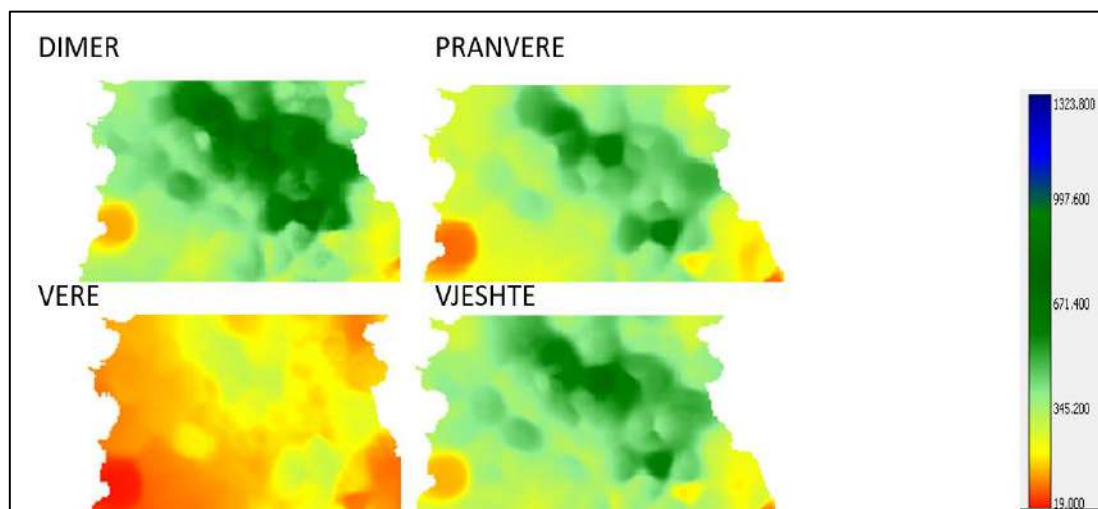 DIMER
PRANVERE
VERE
VJESHTE
1323.800
997.600
671.400
345.200
19.000